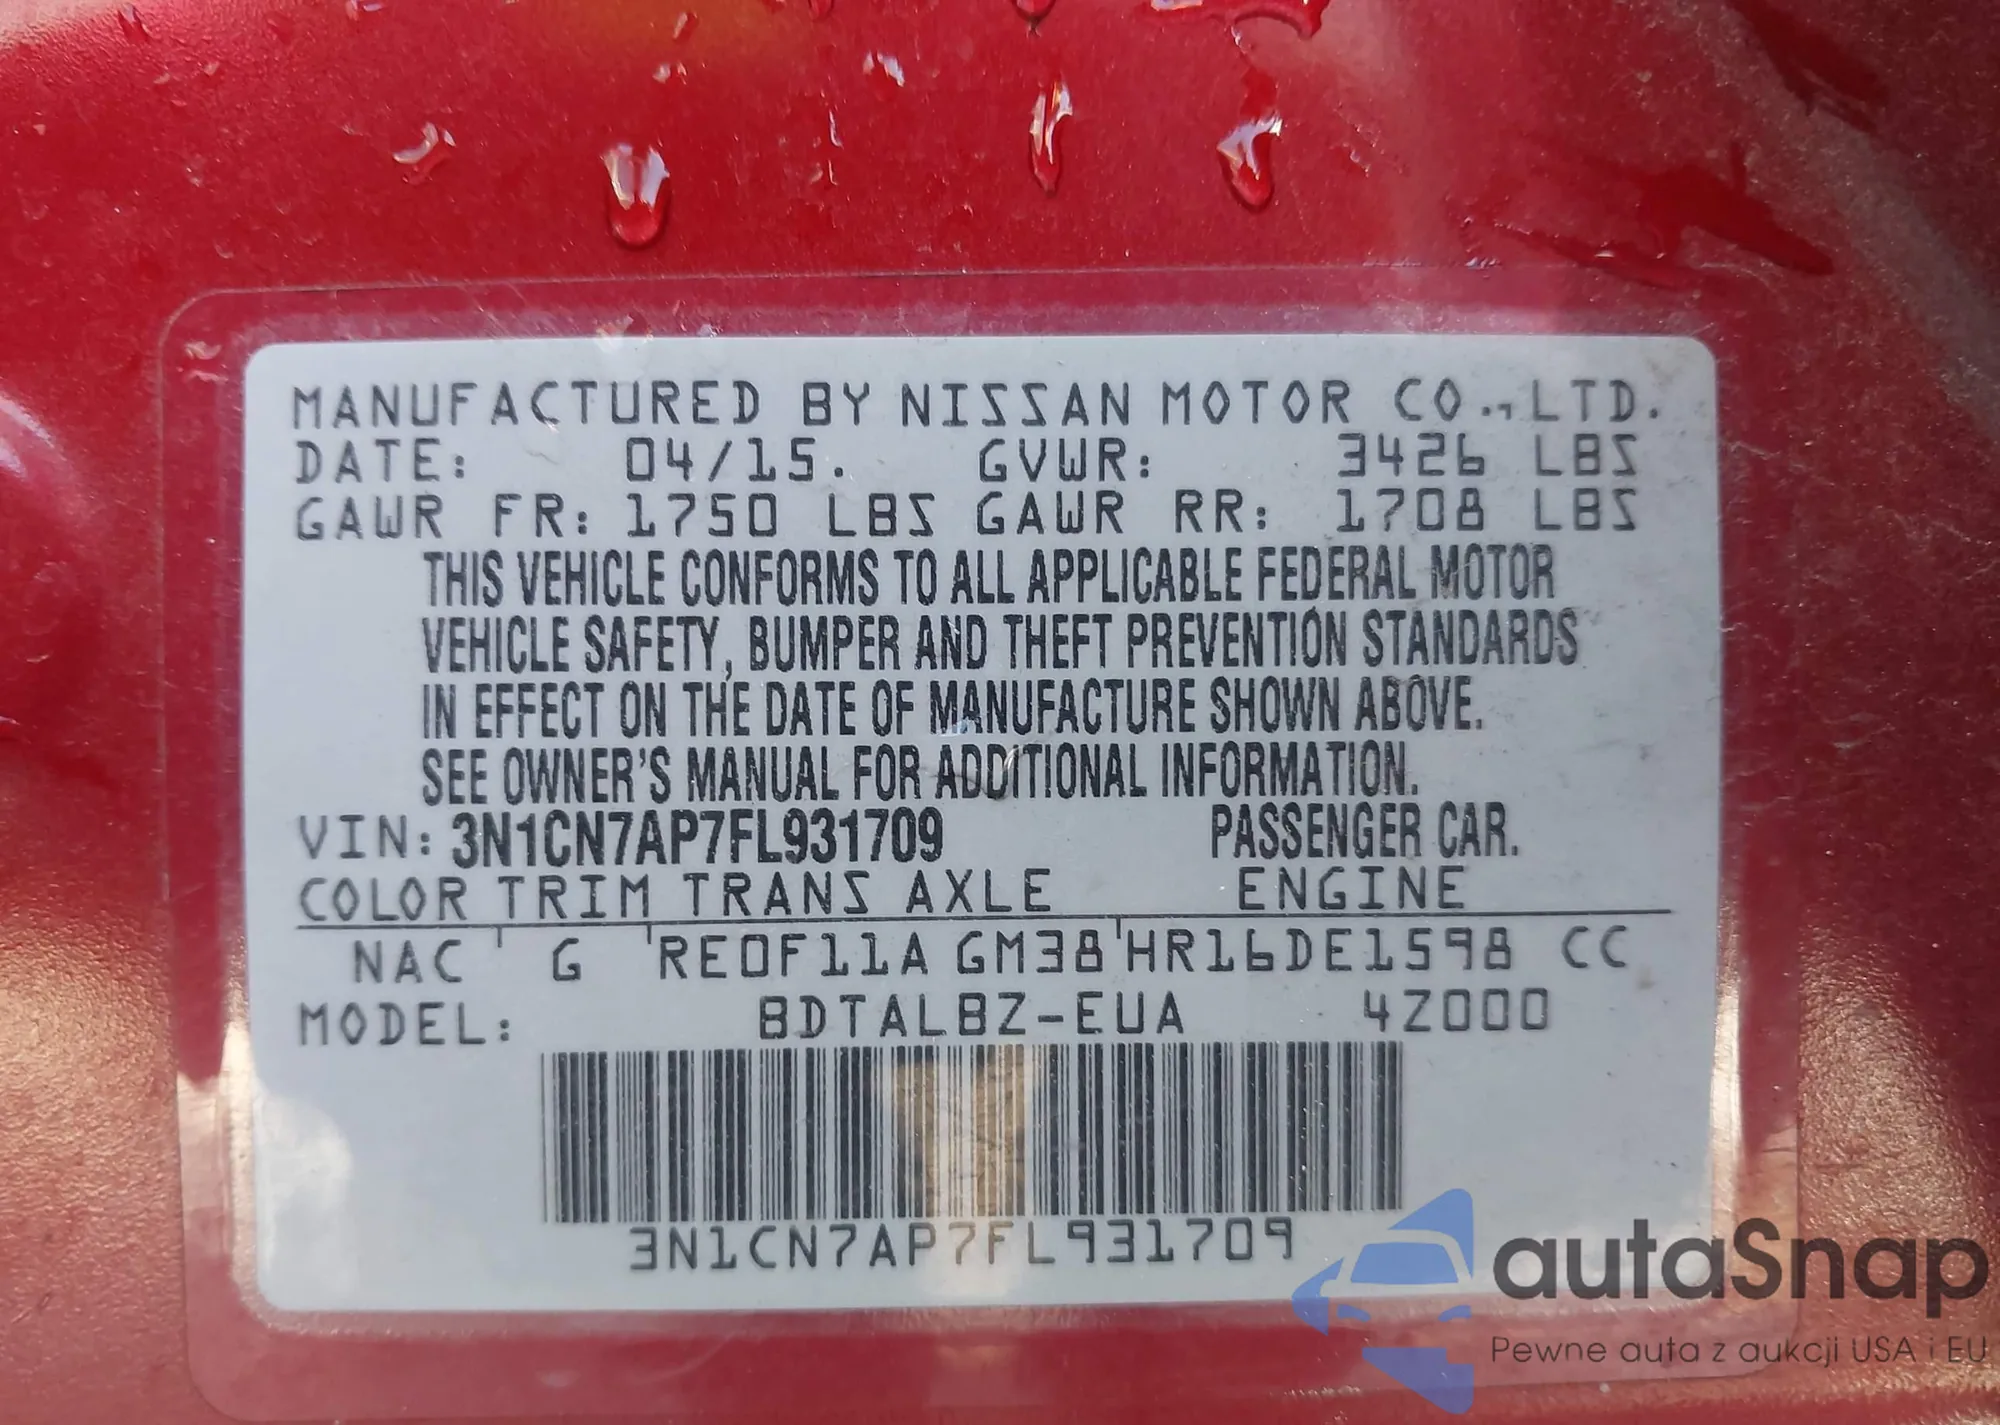 MANUFACTURED BY NISSAN MOTOR CO., LTD.
DATE: 04/15. GVWR: 3426 LBS
GAWR FR: 1750 LBS GAWR RR: 1708 LBS
THIS VEHICLE CONFORMS TO ALL APPLICABLE FEDERAL MOTOR
VEHICLE SAFETY, BUMPER AND THEFT PREVENTION STANDARDS
IN EFFECT ON THE DATE OF MANUFACTURE SHOWN ABOVE.
SEE OWNER'S MANUAL FOR ADDITIONAL INFORMATION.
VIN: 3N1CN7AP7FL931709 PASSENGER CAR.
COLOR TRIM TRANS AXLE ENGINE
NAC G RE0F11A GM38 HR16DE1598 CC
MODEL: BDTALBZ-EUA 4Z000
3N1CN7AP7FL931709
autaSnap
Pewne auta z aukcji USA i EU